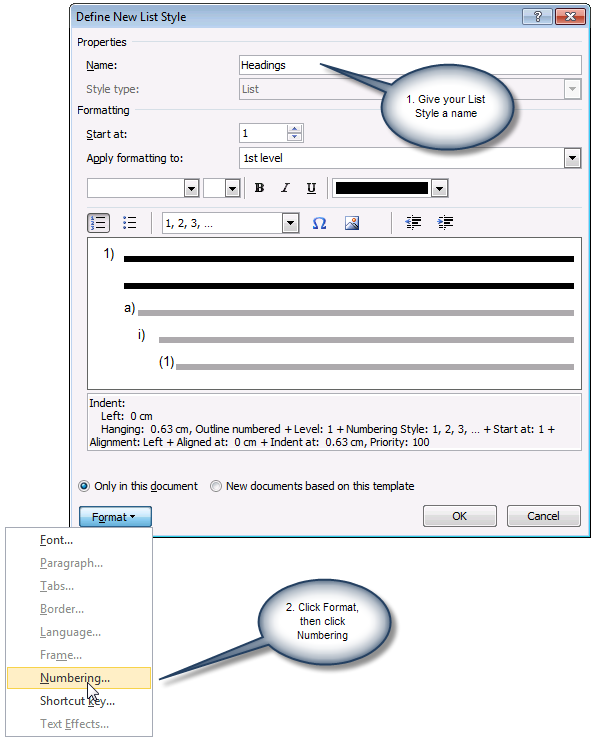 Define New List Style
Properties
Name:
Headings
Style type:
List
1. Give your List
Style a name
Formatting
Start at:
1
Apply formatting to:
1st level
B I U
1, 2, 3, ... Ω
1)
a)
i)
(1)
Indent:
Left: 0 cm
Hanging: 0.63 cm, Outline numbered + Level: 1 + Numbering Style: 1, 2, 3, ... + Start at: 1 +
Alignment: Left + Aligned at: 0 cm + Indent at: 0.63 cm, Priority: 100
Only in this document
New documents based on this template
Format
OK
Cancel
Font...
Paragraph...
Tabs...
Border...
Language...
Frame...
Numbering...
Shortcut key...
Text Effects...
2. Click Format,
then click
Numbering